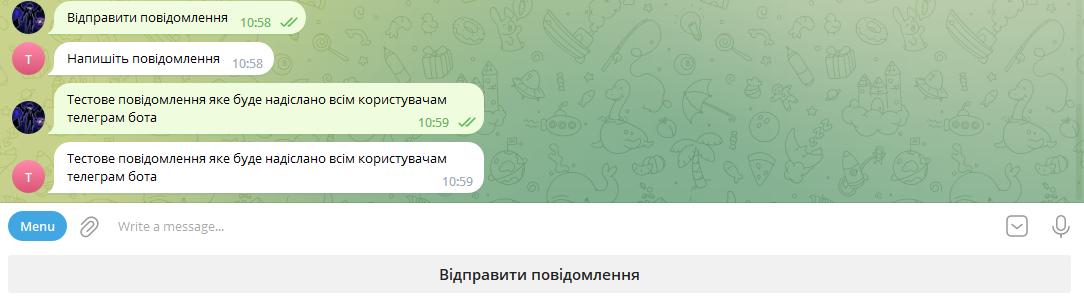 Відправити повідомлення
10:58
T
Напишіть повідомлення
10:58
Тестове повідомлення яке буде надіслано всім користувачам
телеграм бота
10:59
T
Тестове повідомлення яке буде надіслано всім користувачам
телеграм бота
10:59
Menu
Write a message...
Відправити повідомлення